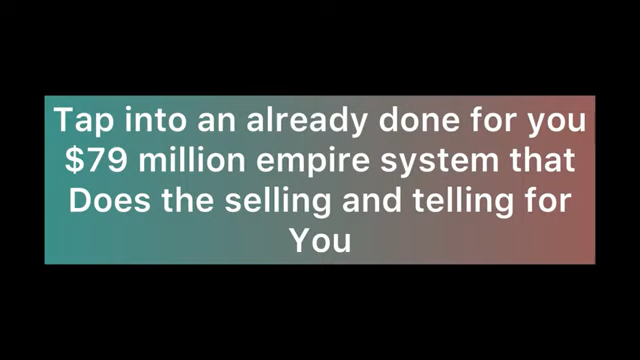 Tap into an already done for you
$79 million empire system that
Does the selling and telling for
You